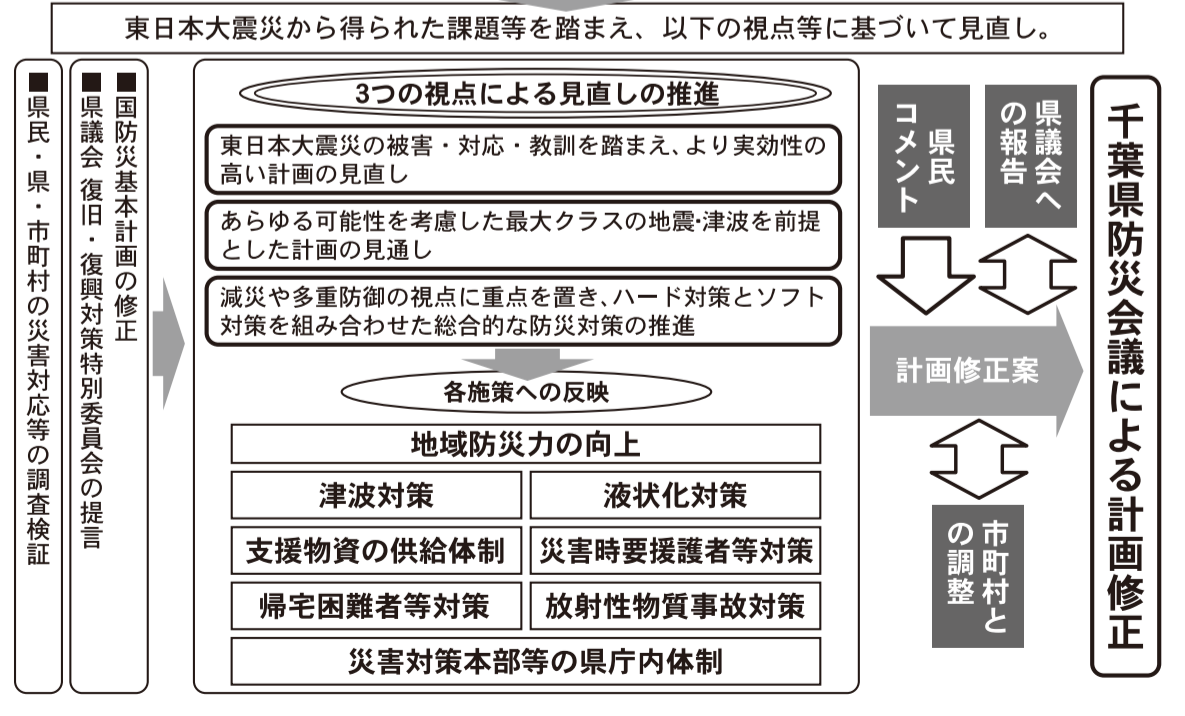 東日本大震災から得られた課題等を踏まえ、以下の視点等に基づいて見直し。
■県民・県・市町村の災害対応等の調査検証
■国防災基本計画の修正
■県議会 復旧・復興対策特別委員会の提言
3つの視点による見直しの推進
東日本大震災の被害・対応・教訓を踏まえ、より実効性の
高い計画の見直し
あらゆる可能性を考慮した最大クラスの地震・津波を前提
とした計画の見通し
減災や多重防御の視点に重点を置き、ハード対策とソフト
対策を組み合わせた総合的な防災対策の推進
各施策への反映
地域防災力の向上
津波対策
液状化対策
支援物資の供給体制
災害時要援護者等対策
帰宅困難者等対策
放射性物質事故対策
災害対策本部等の県庁内体制
県民
コメント
県議会へ
の報告
計画修正案
市町村と
の調整
千葉県防災会議による計画修正